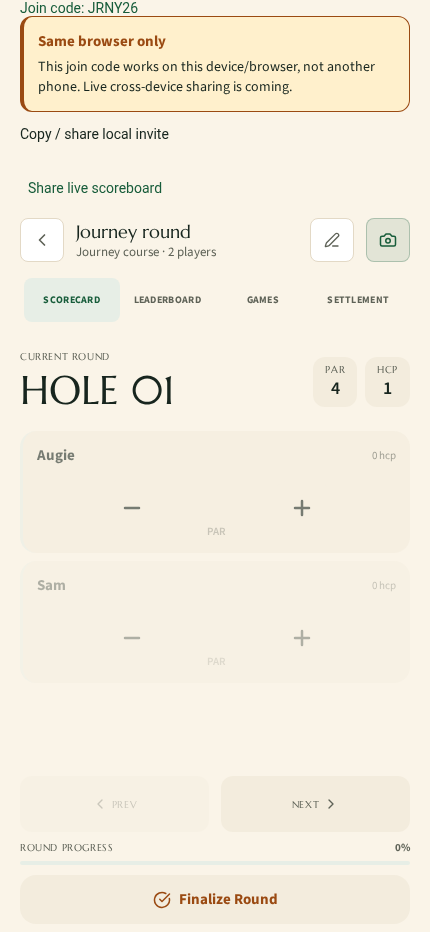 Join code: JRNY26
Same browser only
This join code works on this device/browser, not another
phone. Live cross-device sharing is coming.
Copy / share local invite
Share live scoreboard
Journey round
Journey course · 2 players
SCORECARD LEADERBOARD GAMES SETTLEMENT
CURRENT ROUND
HOLE 01
PAR HCP
4 1
Augie 0 hcp
− +
PAR
Sam 0 hcp
− +
PAR
PREV NEXT
ROUND PROGRESS 0%
Finalize Round